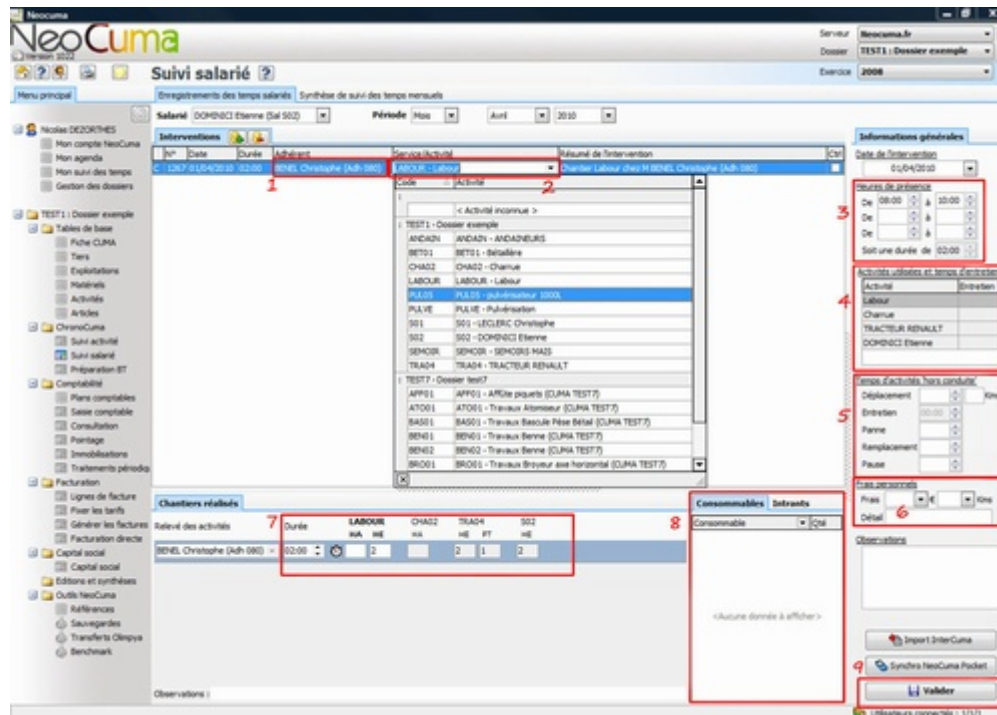 Neocuma
NeoCuma
Version 1022
Serveur Neocuma.fr
Dossier TEST1 : Dossier exemple
Exercice 2008
Suivi salarié ?
Menu principal
Enregistrements des temps salariés Synthèse de suivi des temps mensuels
Salarié DOMINICI Etienne (Sal S02) Période Mois Avril 2010
Nicolas DEZORTHES
Mon compte NeoCuma
Mon agenda
Mon suivi des temps
Gestion des dossiers
TEST1 : Dossier exemple
Tables de base
Fiche CUMA
Tiers
Exploitations
Matériels
Activités
Articles
ChronoCuma
Suivi activité
Suivi salarié
Préparation BT
Comptabilité
Plans comptables
Saisie comptable
Consultation
Pointage
Immobilisations
Traitements périodiq
Facturation
Lignes de facture
Fixer les tarifs
Générer les factures
Facturation directe
Capital social
Capital social
Editions et synthèses
Outils NeoCuma
Références
Sauvegardes
Transferts Olimpya
Benchmark
Interventions
N° Date Durée Adhérent Service/Activité Résumé de l'intervention Ctrl
C 1267 01/04/2010 02:00 BENEL Christophe (Adh 080) LABOUR - Labour Chantier Labour chez M BENEL Christophe (Adh 080)
1
2
Code Activité
< Activité inconnue >
: TEST1 - Dossier exemple
ANDAIN ANDAIN - ANDAINEURS
BET01 BET01 - Bétaillère
CHA02 CHA02 - Charrue
LABOUR LABOUR - Labour
PUL05 PUL05 - pulvérisateur 1000L
PULVE PULVE - Pulvérisation
S01 S01 - LECLERC Christophe
S02 S02 - DOMINICI Etienne
SEMOIR SEMOIR - SEMOIRS MAIS
TRA04 TRA04 - TRACTEUR RENAULT
: TEST7 - Dossier test7
AFF01 AFF01 - Affûte piquets (CUMA TEST7)
ATO01 ATO01 - Travaux Atomiseur (CUMA TEST7)
BAS01 BAS01 - Travaux Bascule Pèse Bétail (CUMA TEST7)
BEN01 BEN01 - Travaux Benne (CUMA TEST7)
BEN02 BEN02 - Travaux Benne (CUMA TEST7)
BRO01 BRO01 - Travaux Broyeur axe horizontal (CUMA TEST7)
Informations générales
Date de l'intervention
01/04/2010
3
Heures de présence
De 08:00 à 10:00
De à
De à
Soit une durée de 02:00
4
Activités utilisées et temps d'entretien
Activité Entretien
Labour
Charrue
TRACTEUR RENAULT
DOMINICI Etienne
5
Temps d'activités 'hors conduite'
Déplacement Kms
Entretien 00:00
Panne
Remplacement
Pause
Frais personnels
Frais € Kms
Détail 6
Observations
Import InterCuma
Synchro NeoCuma Pocket
9
Valider
Utilisateurs connectés : 1/171
Chantiers réalisés
7
Relevé des activités Durée LABOUR CHA02 TRA04 S02
HA HE HA HE FT HE
BENEL Christophe (Adh 080) 02:00 2 2 1 2
Observations :
8
Consommables Intrants
Consommable Qté
<Aucune donnée à afficher>